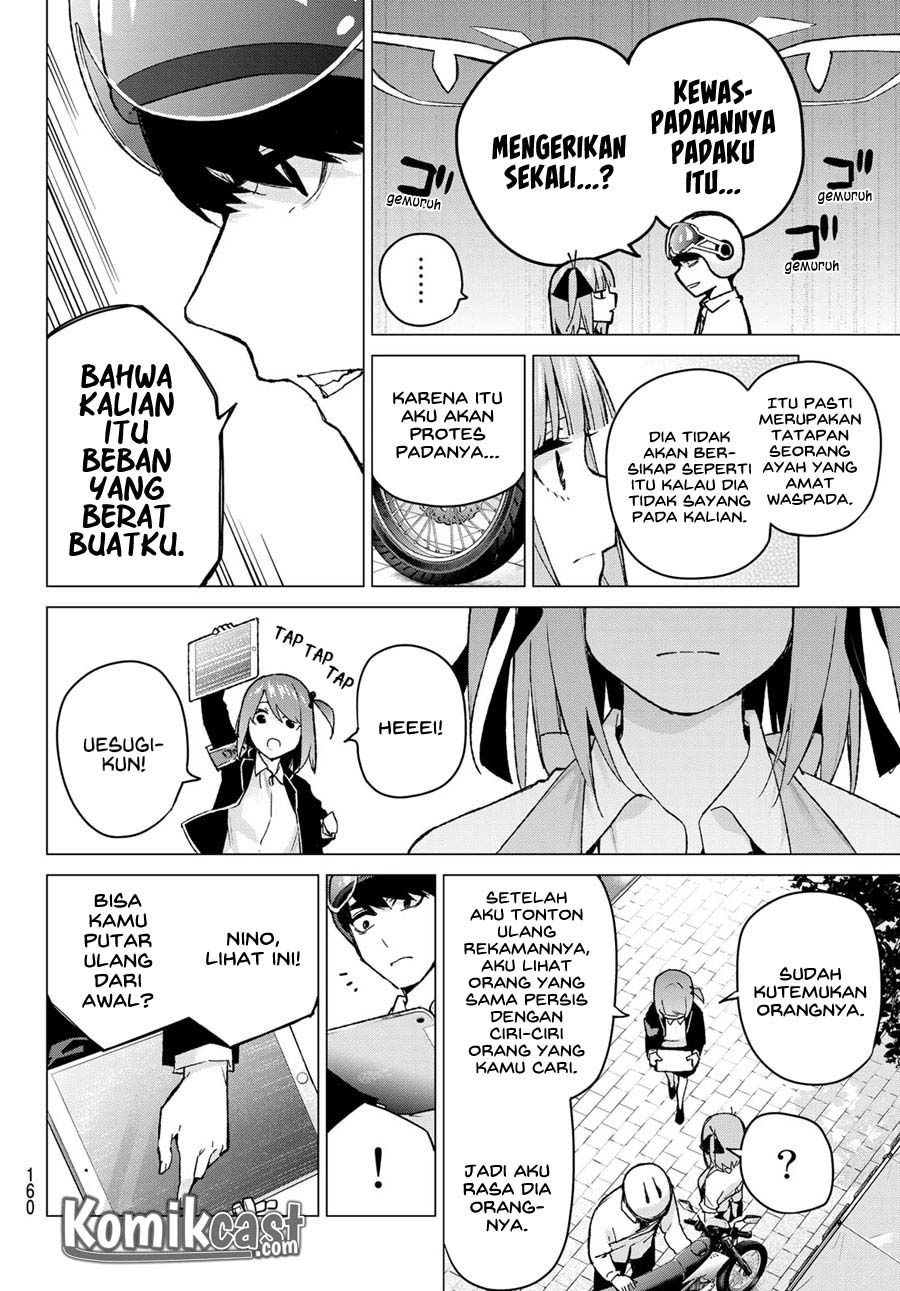 KEWAS-
PADAANNYA
PADAKU
ITU...
MENGERIKAN
SEKALI...?
ゴ
gemuruh
ゴ
gemuruh
ゴ
gemuruh
......
ITU PASTI
MERUPAKAN
TATAPAN
SEORANG
AYAH YANG
AMAT
WASPADA.
DIA TIDAK
AKAN BER-
SIKAP SEPERTI
ITU KALAU DIA
TIDAK SAYANG
PADA KALIAN.
KARENA ITU
AKU AKAN
PROTES
PADANYA...
BAHWA
KALIAN
ITU
BEBAN
YANG
BERAT
BUATKU.
HEEEI!
TAP TAP TAP
UESUGI-
KUN!
SUDAH
KUTEMUKAN
ORANGNYA.
?
SETELAH
AKU TONTON
ULANG
REKAMANNYA,
AKU LIHAT
ORANG YANG
SAMA PERSIS
DENGAN
CIRI-CIRI
ORANG YANG
KAMU CARI.
JADI AKU
RASA DIA
ORANG-
NYA.
!
NINO,
LIHAT INI!
BISA
KAMU
PUTAR
ULANG
DARI
AWAL?
160
Komikcast
.com